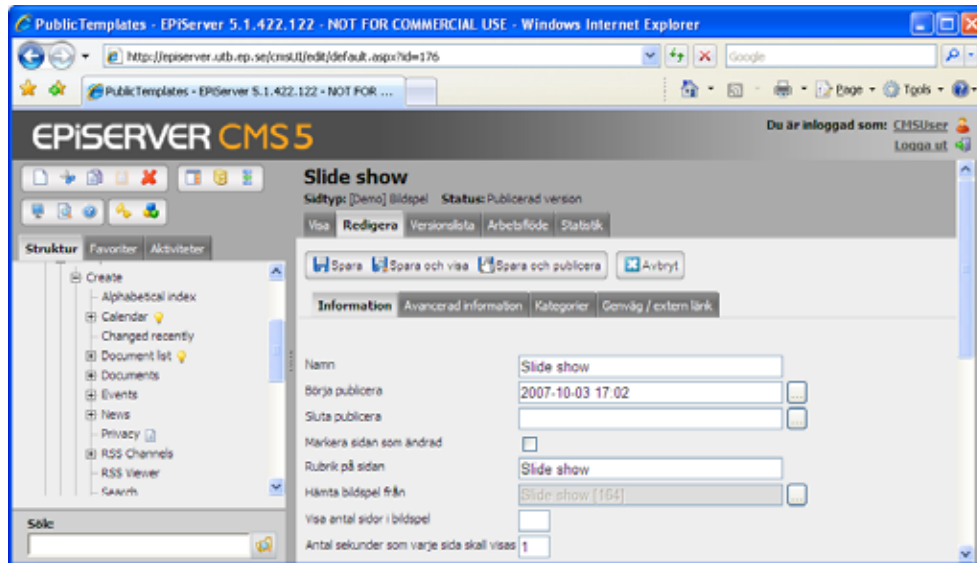 PublicTemplates - EPiServer 5.1.422.122 - NOT FOR COMMERCIAL USE - Windows Internet Explorer
http://episerver.utb.ep.se/cmsUI/edit/default.aspx?id=176
Google
PublicTemplates - EPiServer 5.1.422.122 - NOT FOR ...
Page
Tools
EPiSERVER CMS 5
Du är inloggad som: CMSUser
Logga ut
Slide show
Sidtyp: [Demo] Bildspel Status: Publicerad version
Visa Redigera Versionslista Arbetsflöde Statistik
Struktur Favoriter Aktiviteter
Spara Spara och visa Spara och publicera Avbryt
Create
Alphabetical index
Calendar
Changed recently
Document list
Documents
Events
News
Privacy
RSS Channels
RSS Viewer
Search
Sök:
Information Avancerad information Kategorier Genväg / extern länk
Namn Slide show
Börja publicera 2007-10-03 17:02 ...
Sluta publicera ...
Markera sidan som ändrad
Rubrik på sidan Slide show
Hämta bildspel från Slide show [164] ...
Visa antal sidor i bildspel
Antal sekunder som varje sida skall visas 1